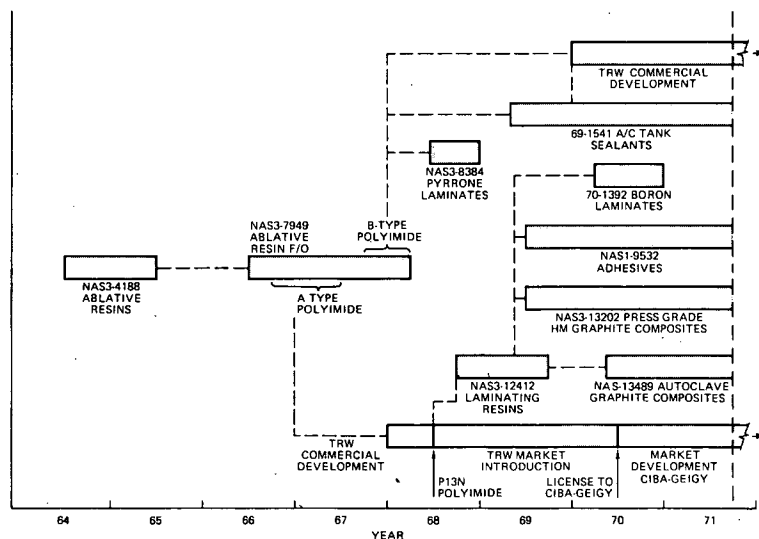 TRW COMMERCIAL
DEVELOPMENT
69-1541 A/C TANK
SEALANTS
NAS3-8384
PYRRONE
LAMINATES
70-1392 BORON
LAMINATES
NAS3-7949
ABLATIVE
RESIN F/O
B-TYPE
POLYIMIDE
NAS1-9532
ADHESIVES
NAS3-4188
ABLATIVE
RESINS
A TYPE
POLYIMIDE
NAS3-13202 PRESS GRADE
HM GRAPHITE COMPOSITES
NAS3-12412
LAMINATING
RESINS
NAS-13489 AUTOCLAVE
GRAPHITE COMPOSITES
TRW
COMMERCIAL
DEVELOPMENT
TRW MARKET
INTRODUCTION
MARKET
DEVELOPMENT
CIBA-GEIGY
P13N
POLYIMIDE
LICENSE TO
CIBA-GEIGY
64 65 66 67 68 69 70 71
YEAR